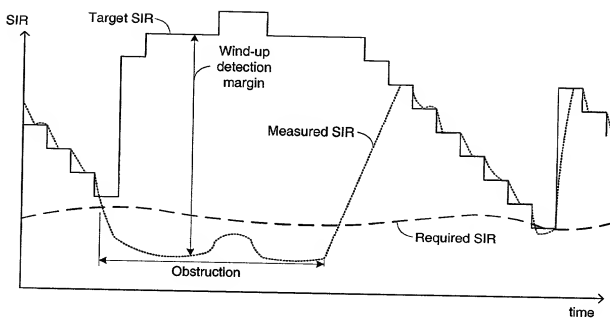 SIR
Target SIR
Wind-up
detection
margin
Measured SIR
Required SIR
Obstruction
time